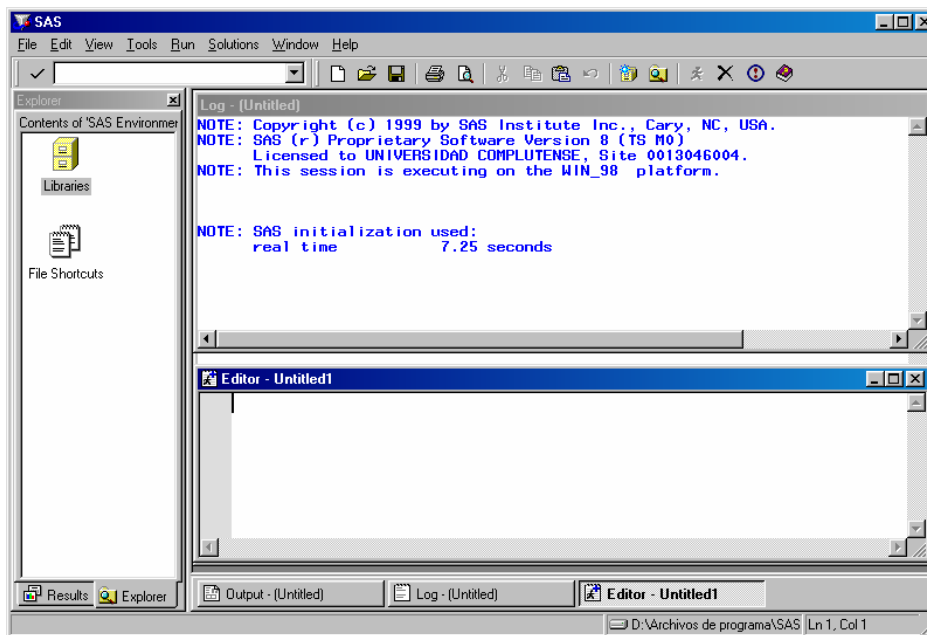 SAS
File Edit View Tools Run Solutions Window Help
Explorer
Contents of 'SAS Environmer
Libraries
File Shortcuts
Log - (Untitled)
NOTE: Copyright (c) 1999 by SAS Institute Inc., Cary, NC, USA.
NOTE: SAS (r) Proprietary Software Version 8 (TS M0)
Licensed to UNIVERSIDAD COMPLUTENSE, Site 0013046004.
NOTE: This session is executing on the WIN_98 platform.
NOTE: SAS initialization used:
real time 7.25 seconds
Editor - Untitled1
Results Explorer
Output - (Untitled) Log - (Untitled) Editor - Untitled1
D:\Archivos de programa\SAS Ln 1, Col 1